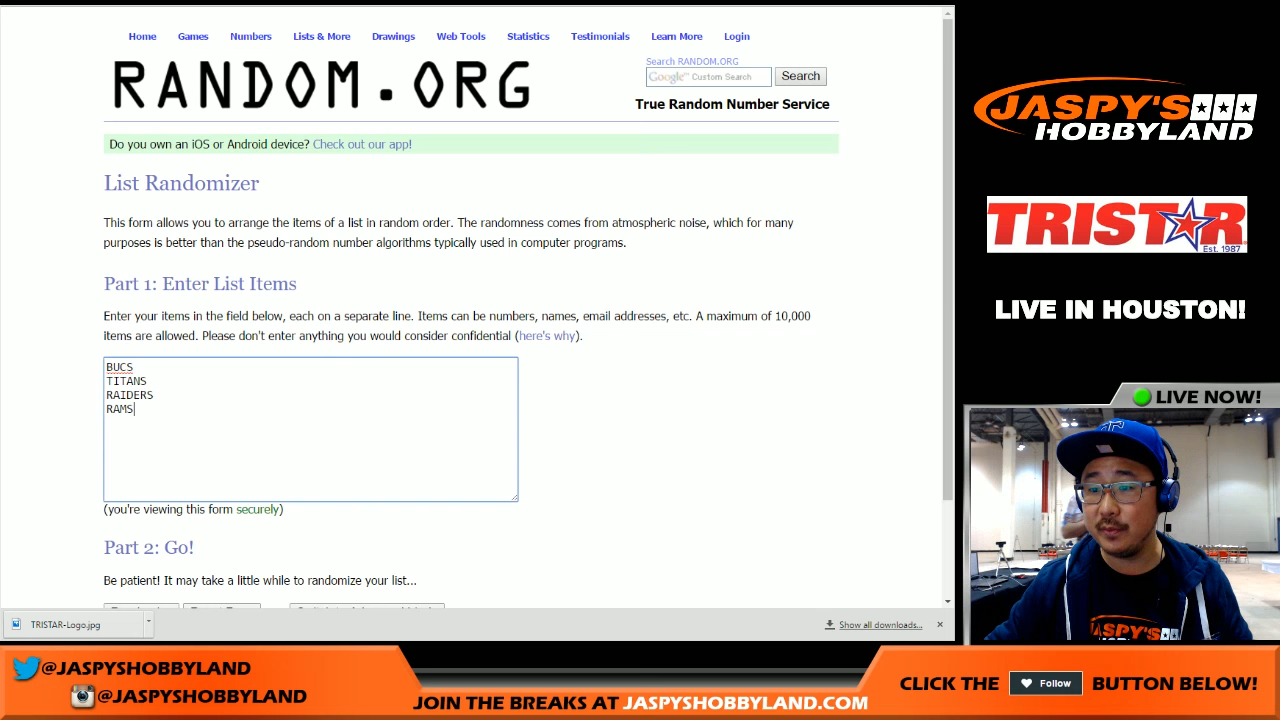 Home Games Numbers Lists & More Drawings Web Tools Statistics Testimonials Learn More Login
RANDOM.ORG
Search RANDOM.ORG
Google™ Custom Search Search
True Random Number Service
Do you own an iOS or Android device? Check out our app!
List Randomizer
This form allows you to arrange the items of a list in random order. The randomness comes from atmospheric noise, which for many
purposes is better than the pseudo-random number algorithms typically used in computer programs.
Part 1: Enter List Items
Enter your items in the field below, each on a separate line. Items can be numbers, names, email addresses, etc. A maximum of 10,000
items are allowed. Please don't enter anything you would consider confidential (here's why).
BUCS
TITANS
RAIDERS
RAMS
(you're viewing this form securely)
Part 2: Go!
Be patient! It may take a little while to randomize your list...
TRISTAR-Logo.jpg
Show all downloads...
JASPY'S
HOBBYLAND
TRISTAR
Est. 1987
LIVE IN HOUSTON!
LIVE NOW!
JASPY'S
@JASPYSHOBBYLAND
@JASPYSHOBBYLAND
JOIN THE BREAKS AT JASPYSHOBBYLAND.COM
CLICK THE Follow BUTTON BELOW!